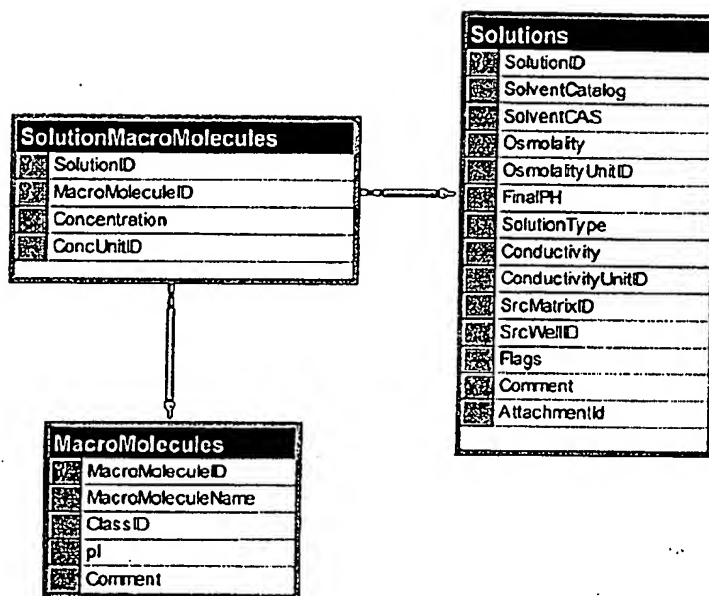 Solutions
SolutionID
SolventCatalog
SolventCAS
Osmolality
OsmolalityUnitID
FinalPH
SolutionType
Conductivity
ConductivityUnitID
SrcMatrixID
SrcWellID
Flags
Comment
AttachmentId
SolutionMacroMolecules
SolutionID
MacroMoleculeID
Concentration
ConcUnitID
MacroMolecules
MacroMoleculeID
MacroMoleculeName
ClassID
pI
Comment